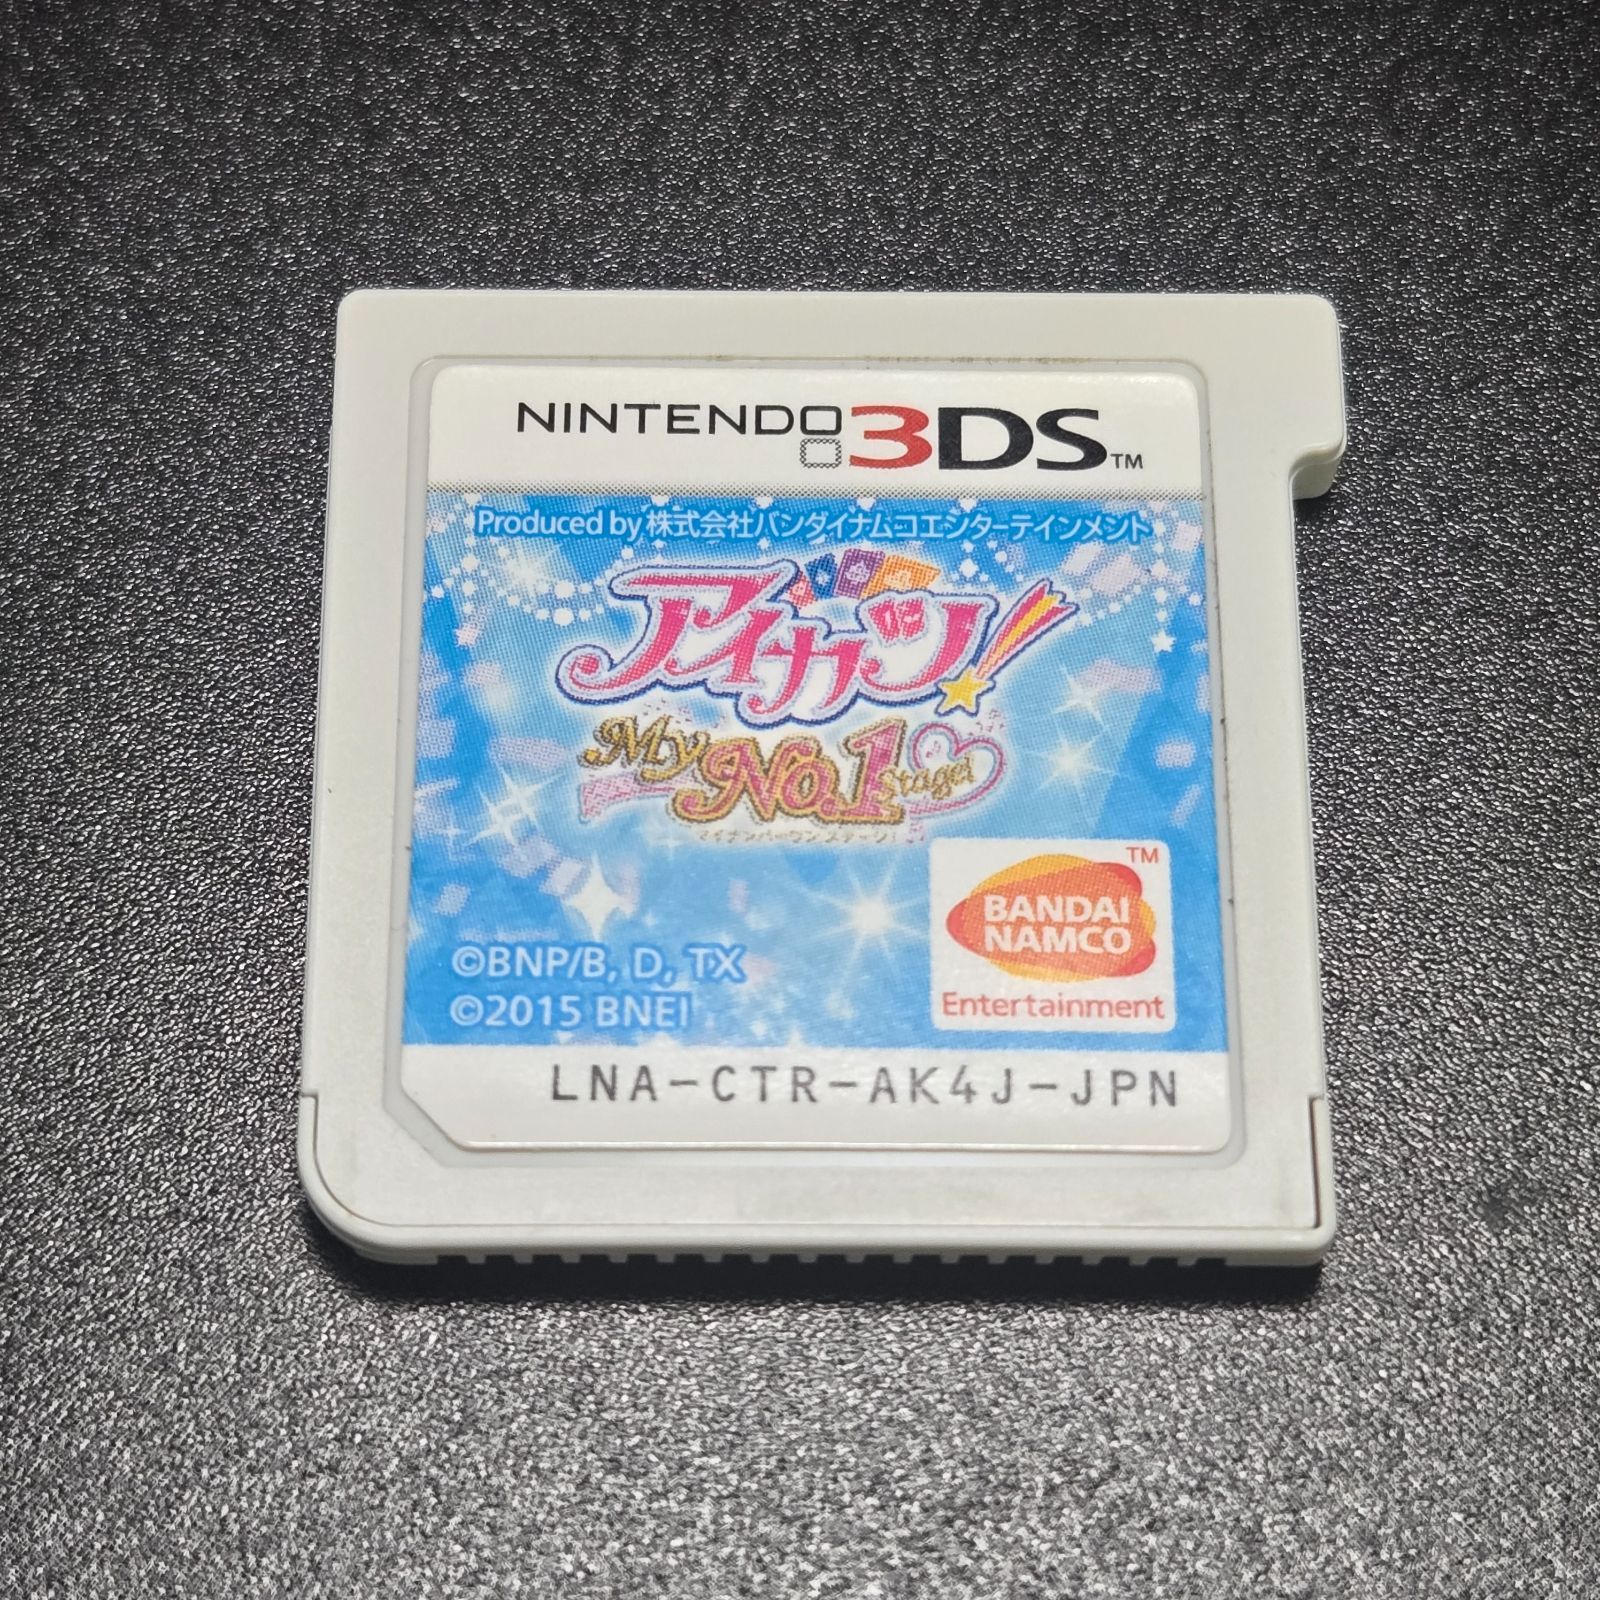 NINTENDO 3DS™
Produced by 株式会社バンダイナムコエンターテインメント
アイカツ!
My No.1 Stage!
マイナンバーワンステージ!
TM
BANDAI
NAMCO
Entertainment
©BNP/B, D, TX
©2015 BNEI
LNA-CTR-AK4J-JPN